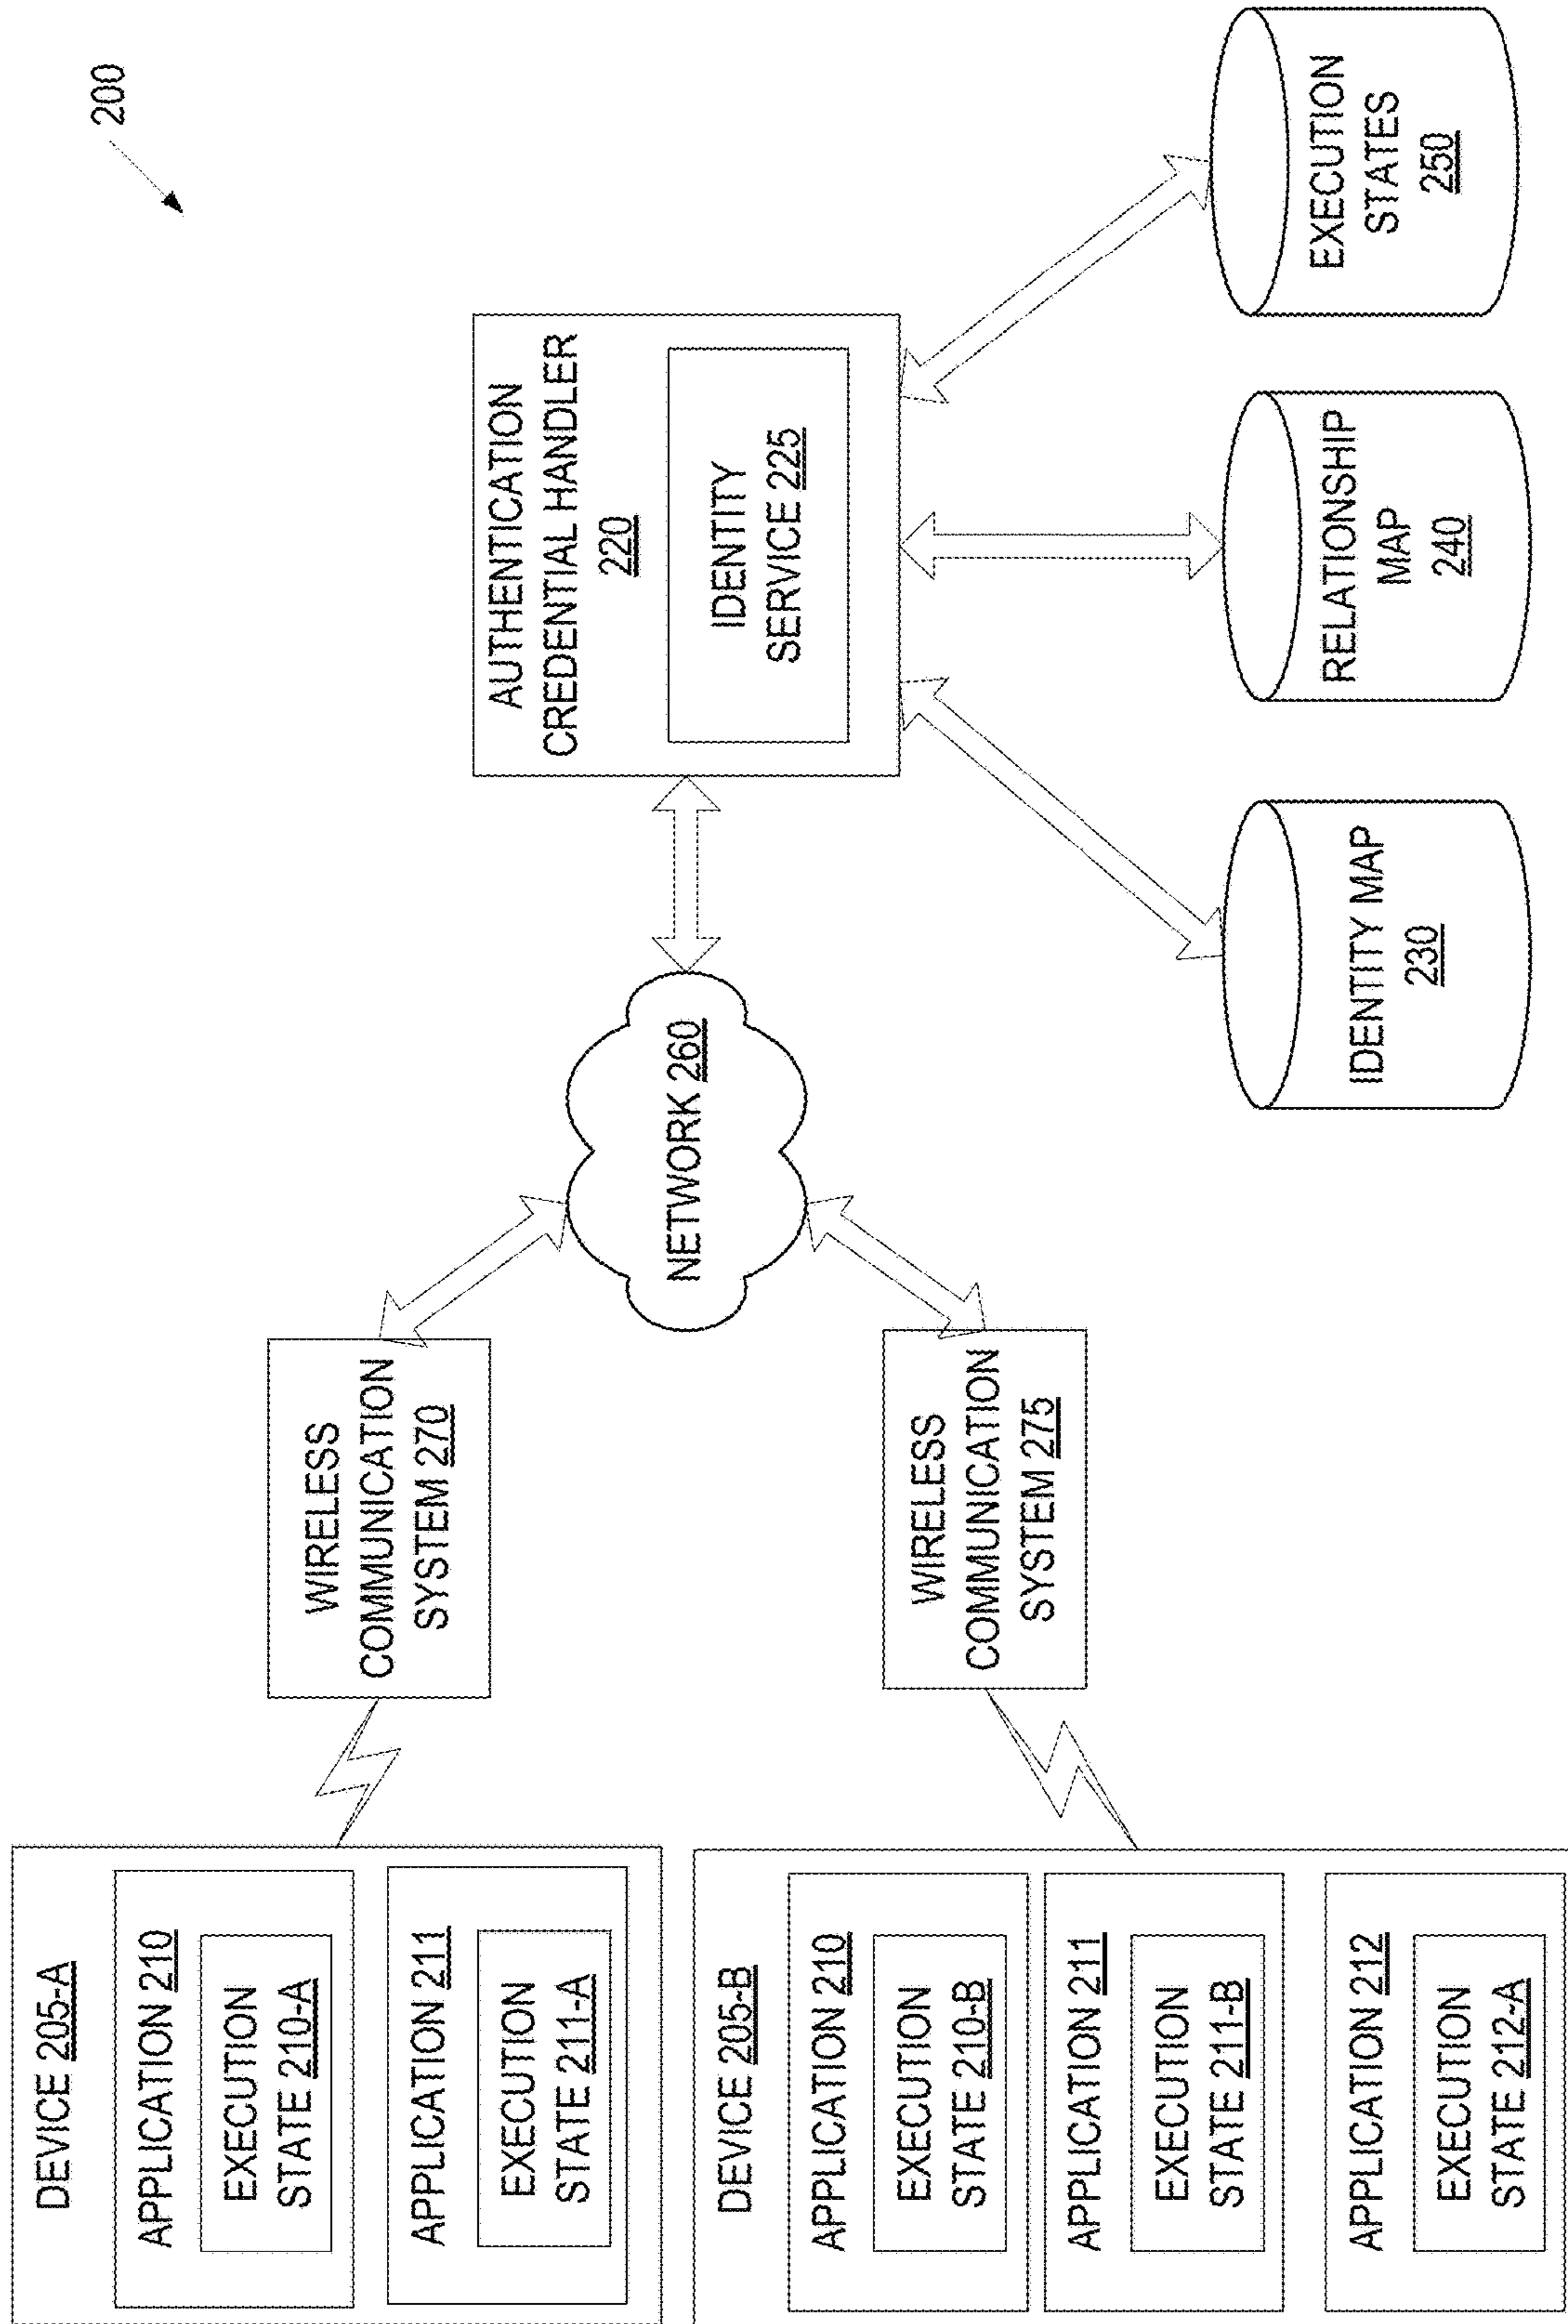 200
DEVICE 205-A
APPLICATION 210
EXECUTION
STATE 210-A
APPLICATION 211
EXECUTION
STATE 211-A
DEVICE 205-B
APPLICATION 210
EXECUTION
STATE 210-B
APPLICATION 211
EXECUTION
STATE 211-B
APPLICATION 212
EXECUTION
STATE 212-A
WIRELESS
COMMUNICATION
SYSTEM 270
WIRELESS
COMMUNICATION
SYSTEM 275
NETWORK 260
AUTHENTICATION
CREDENTIAL HANDLER
220
IDENTITY
SERVICE 225
IDENTITY MAP
230
RELATIONSHIP
MAP
240
EXECUTION
STATES
250